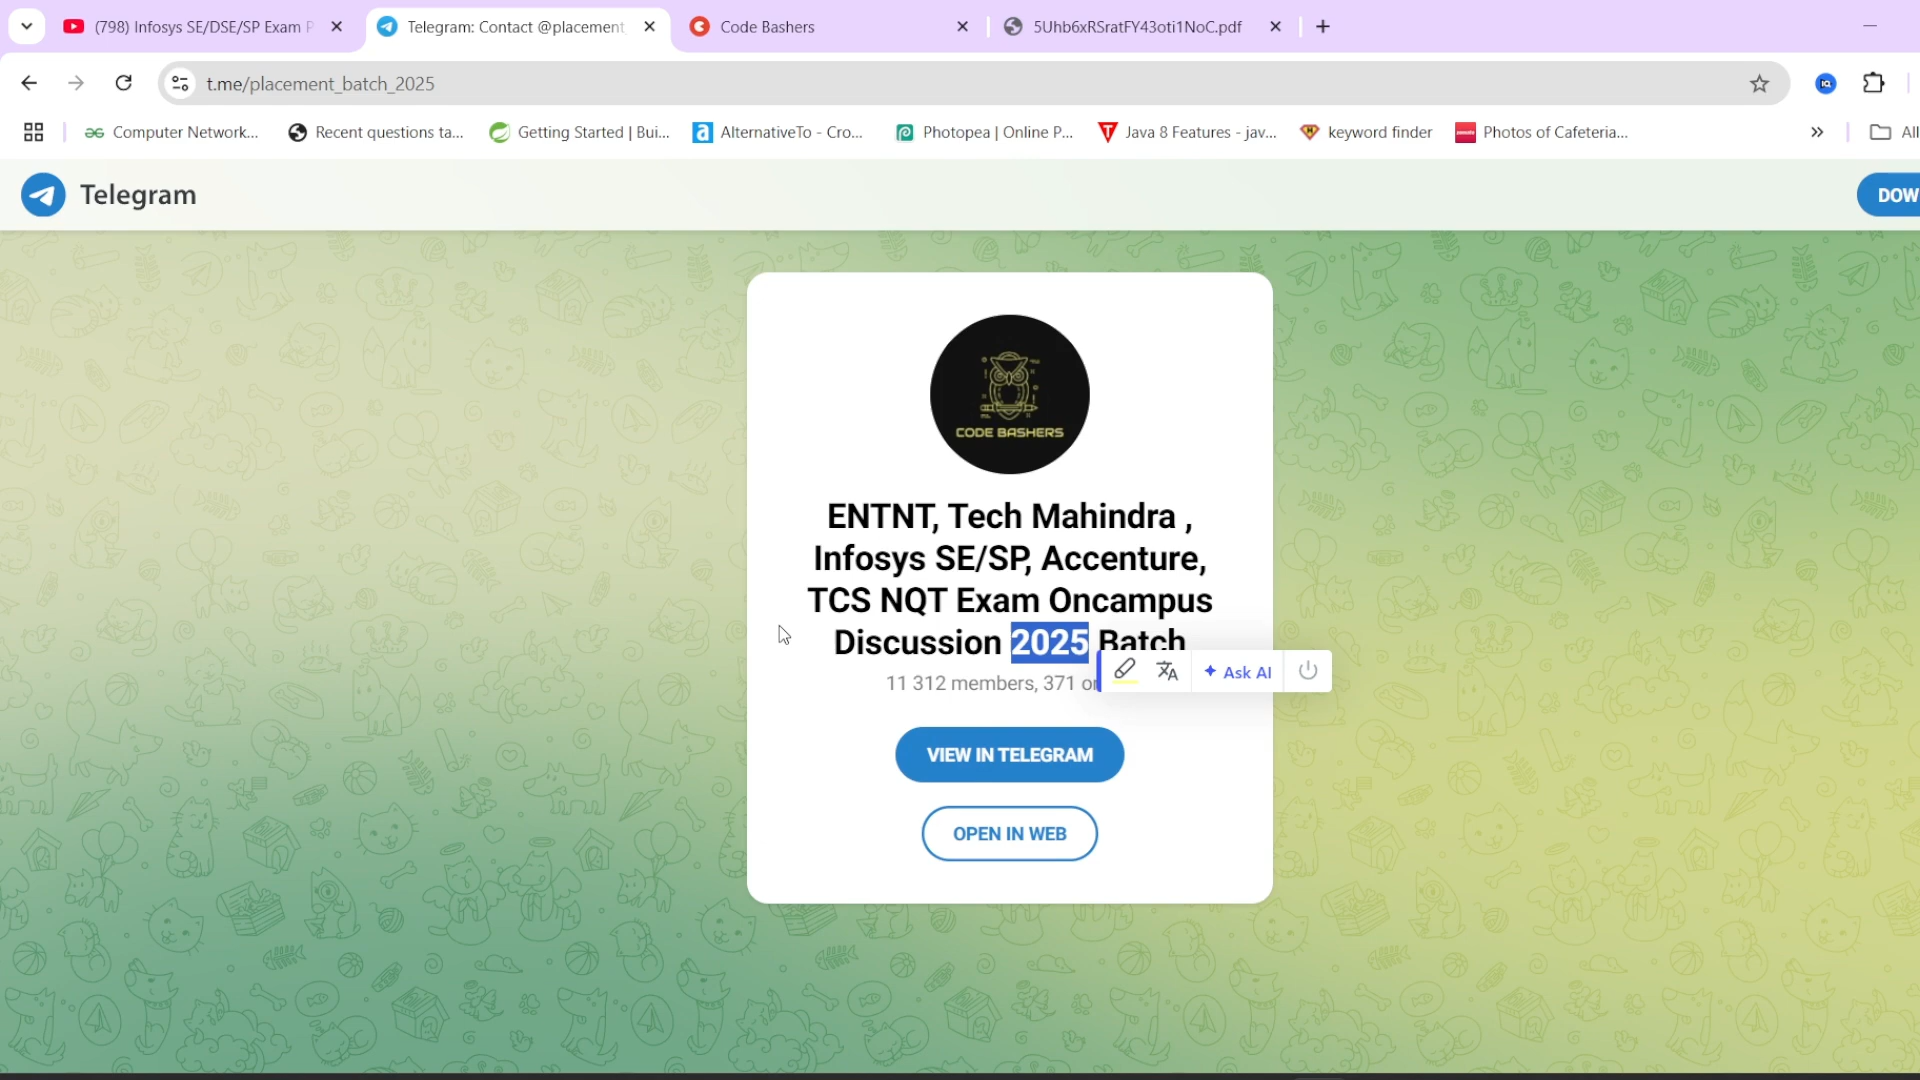 (798) Infosys SE/DSE/SP Exam P
Telegram: Contact @placement
Code Bashers
5Uhb6xRSratFY43oti1NoC.pdf
t.me/placement_batch_2025
Computer Network...
Recent questions ta...
Getting Started | Bui...
AlternativeTo - Cro...
Photopea | Online P...
Java 8 Features - jav...
keyword finder
Photos of Cafeteria...
All
Telegram
DOW
CODE BASHERS
ENTNT, Tech Mahindra ,
Infosys SE/SP, Accenture,
TCS NQT Exam Oncampus
Discussion 2025 Batch
11 312 members, 371 on
Ask AI
VIEW IN TELEGRAM
OPEN IN WEB